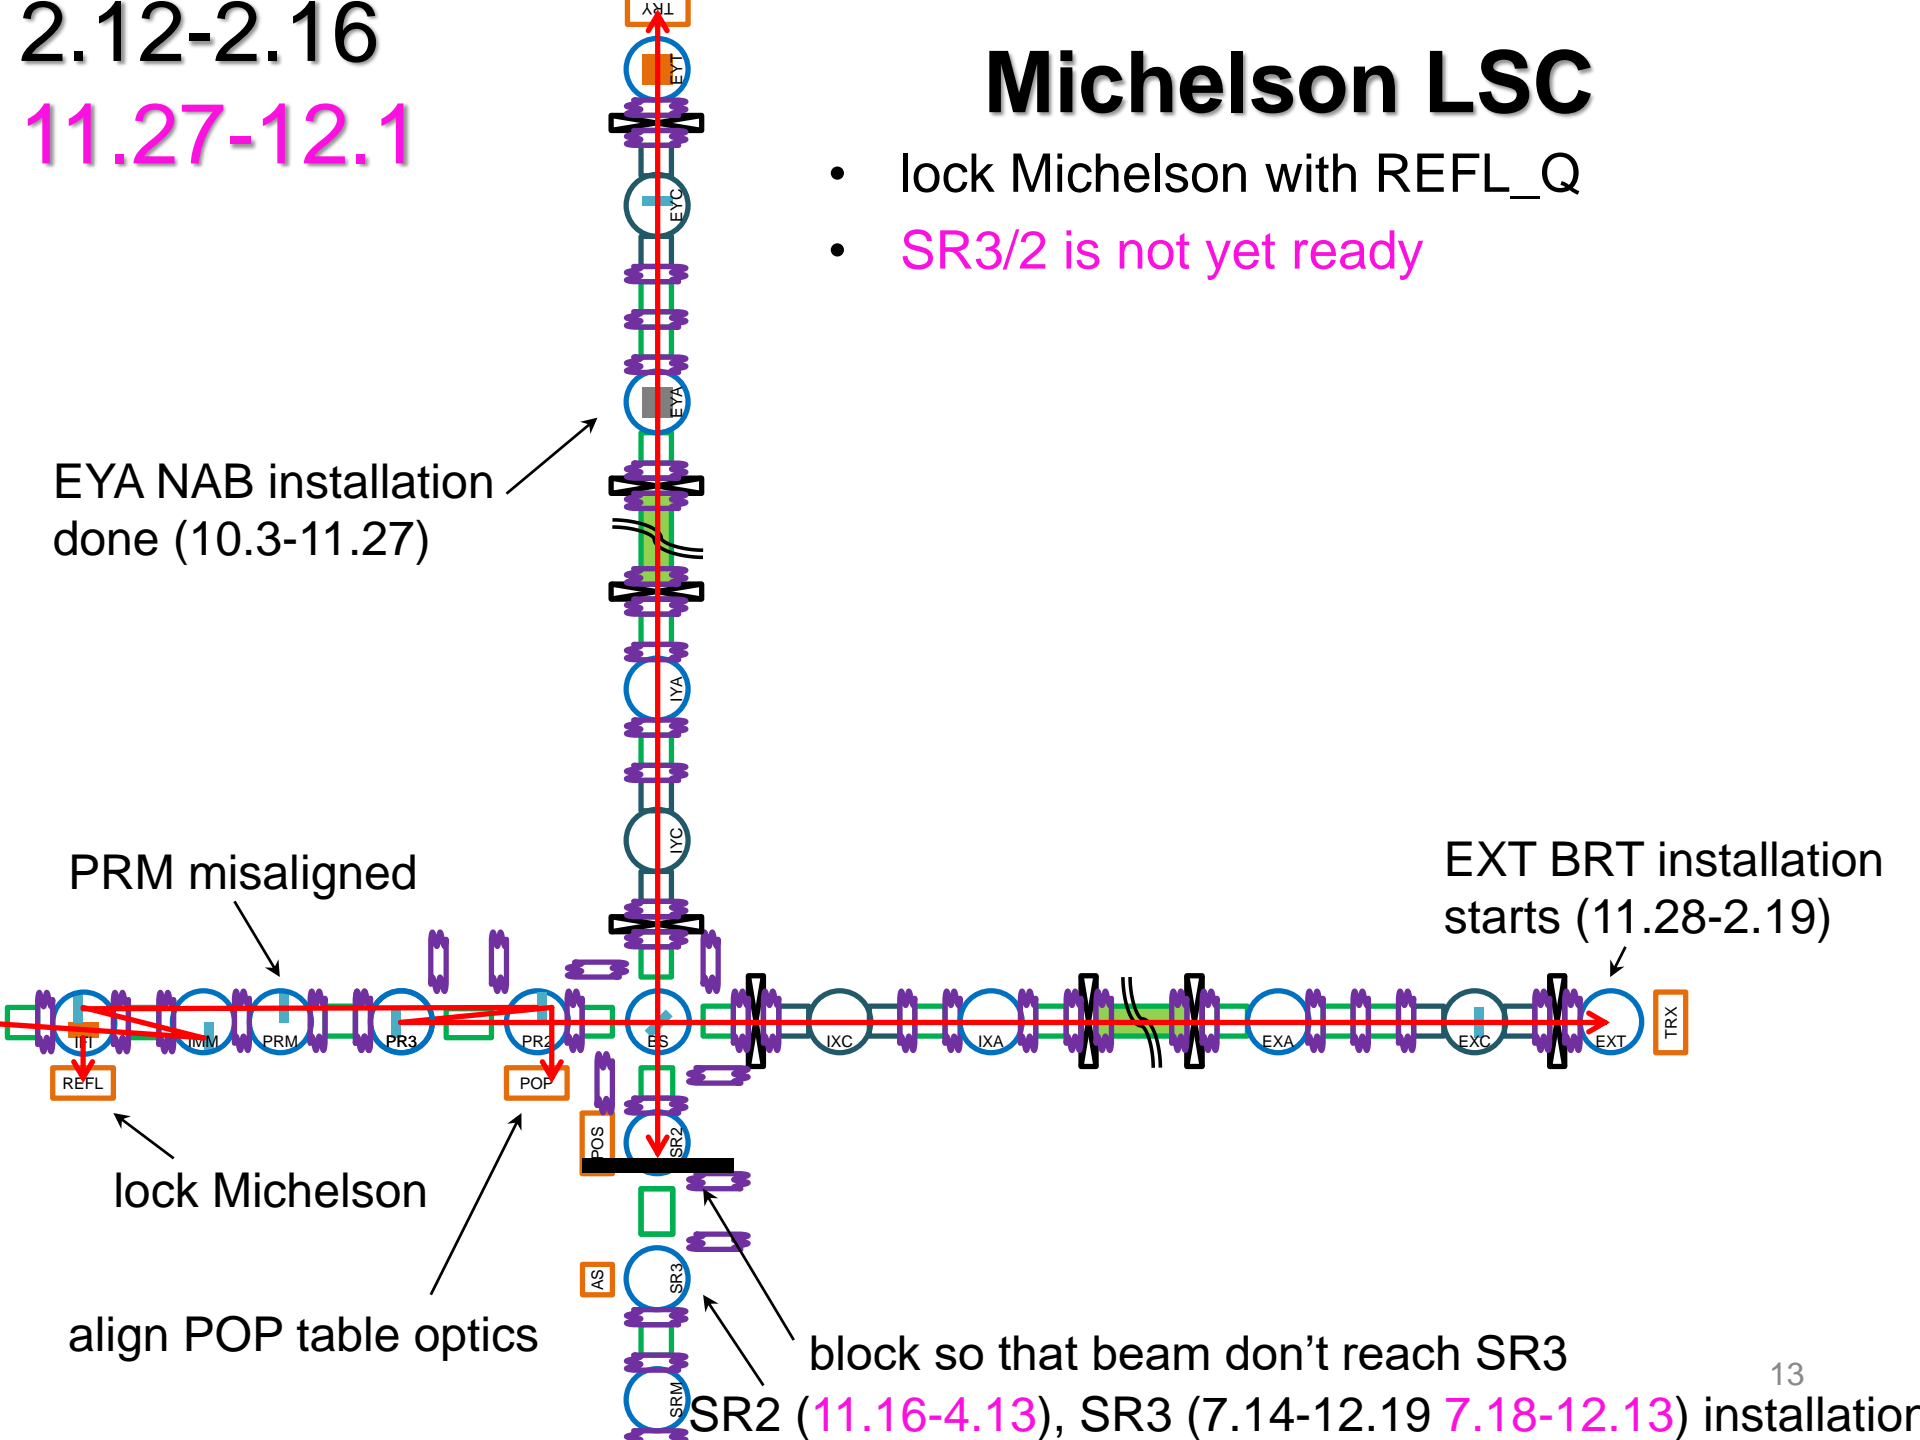 2.12-2.16
11.27-12.1
Michelson LSC
• lock Michelson with REFL_Q
• SR3/2 is not yet ready
TRY
EYT
EYC
EYA
EYA NAB installation
done (10.3-11.27)
IYA
IYC
PRM misaligned
EXT BRT installation
starts (11.28-2.19)
IFI
IMM
PRM
PR3
PR2
BS
IXC
IXA
EXA
EXC
EXT
TRX
REFL
POP
POS
SR2
lock Michelson
AS
SR3
align POP table optics
block so that beam don't reach SR3
13
SRM
SR2 (11.16-4.13), SR3 (7.14-12.19 7.18-12.13) installation